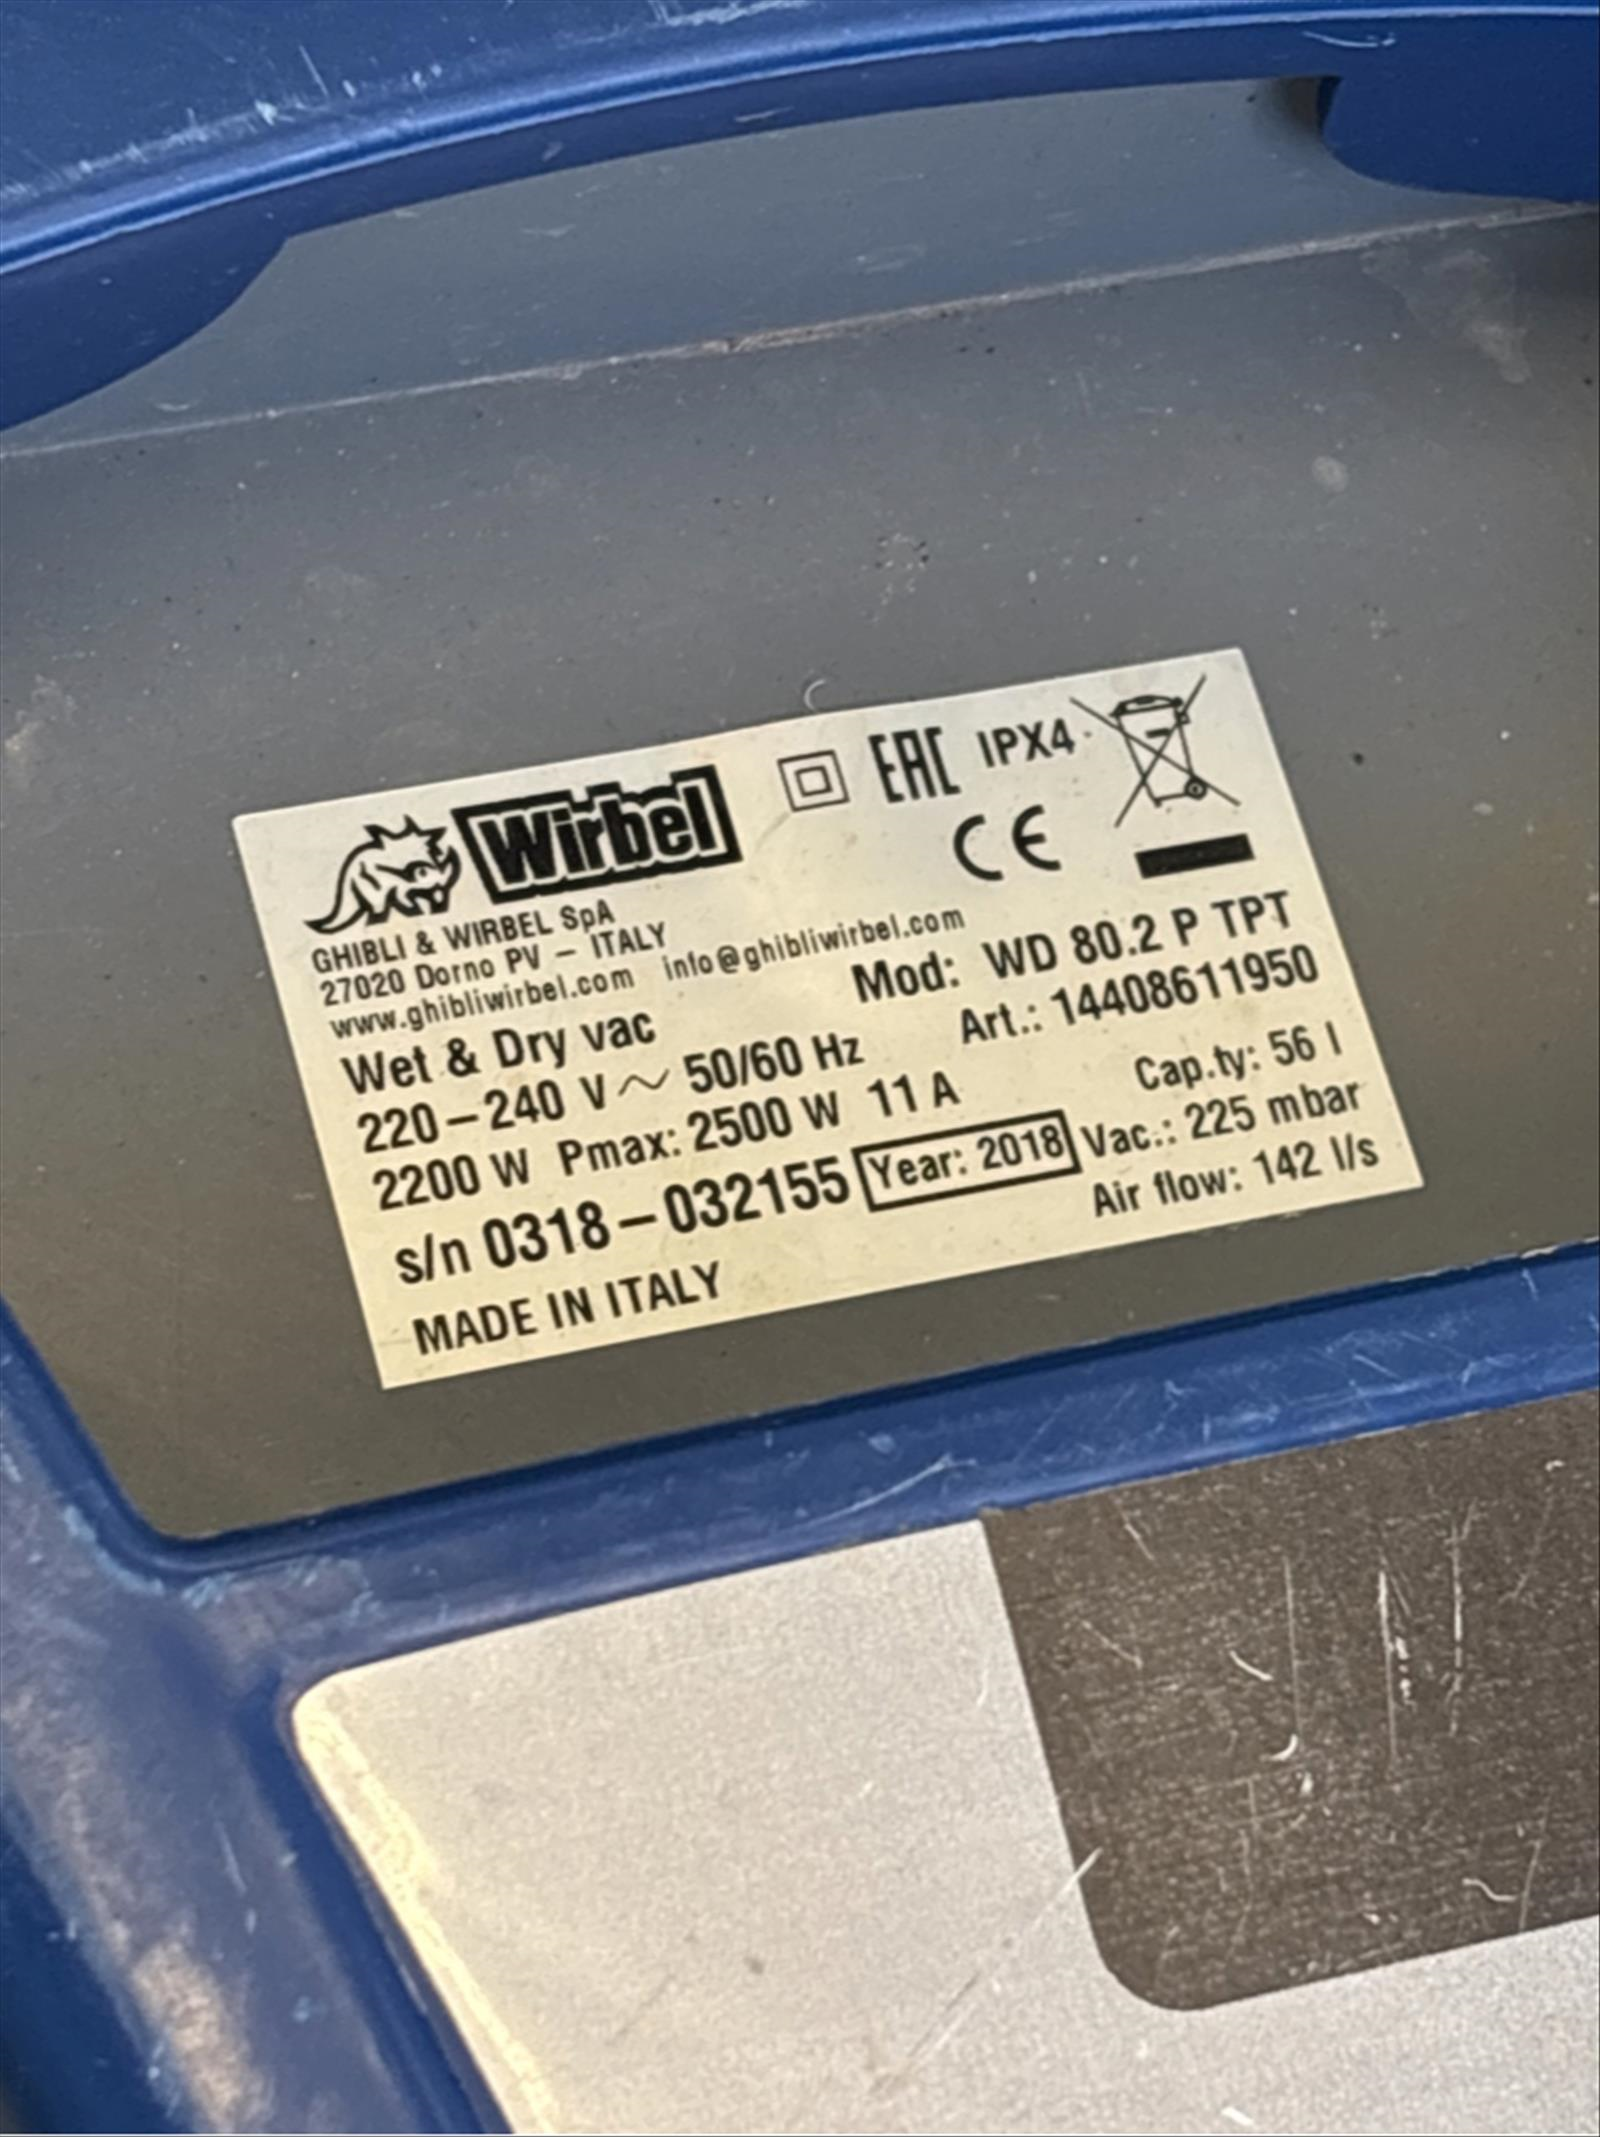 Wirbel EAC IPX4
CE
GHIBLI & WIRBEL SpA
27020 Dorno PV – ITALY
www.ghibliwirbel.com info@ghibliwirbel.com
Wet & Dry vac Mod: WD 80.2 P TPT
220–240 V ~ 50/60 Hz Art.: 14408611950
2200 W Pmax: 2500 W 11 A Cap.ty: 56 l
s/n 0318–032155 Year: 2018 Vac.: 225 mbar
Air flow: 142 l/s
MADE IN ITALY